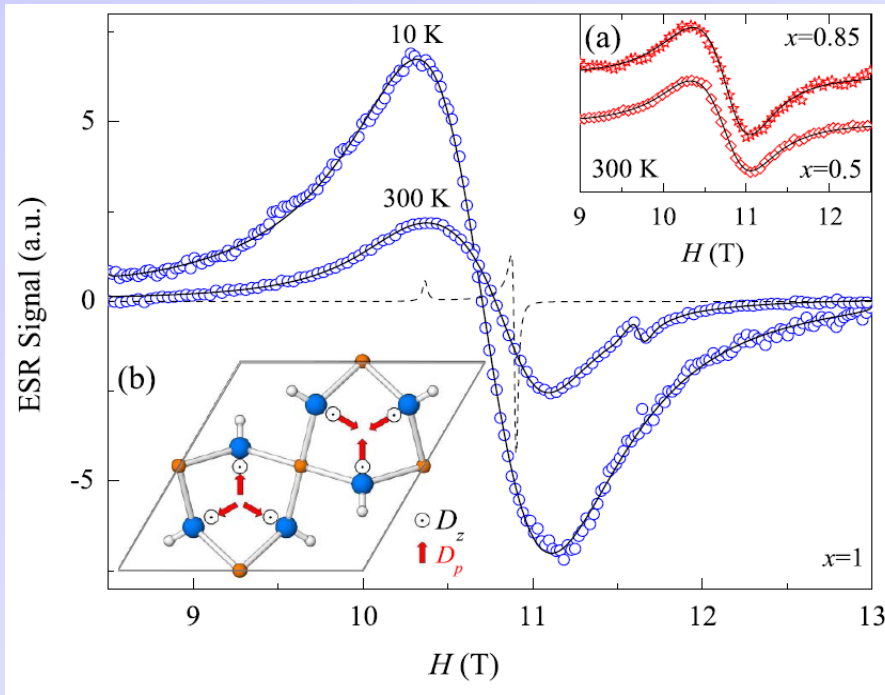 10 K
300 K
(a)
x=0.85
x=0.5
300 K
9 10 11 12
H (T)
5
0
-5
ESR Signal (a.u.)
(b)
D_z
D_p
x=1
9 10 11 12 13
H (T)